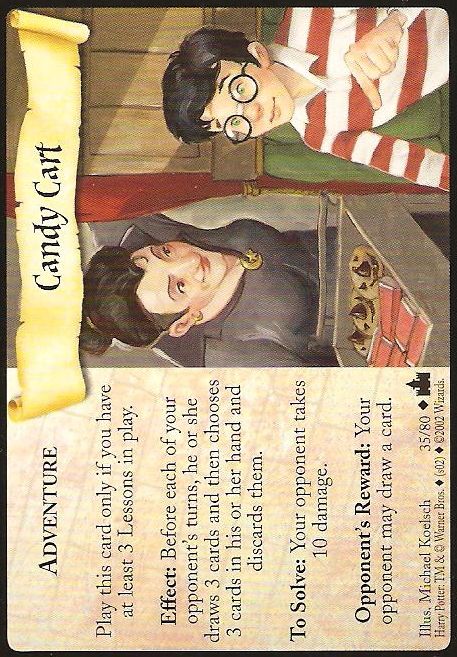 Candy Cart
ADVENTURE
Play this card only if you have
at least 3 Lessons in play.
Effect: Before each of your
opponent's turns, he or she
draws 3 cards and then chooses
3 cards in his or her hand and
discards them.
To Solve: Your opponent takes
10 damage.
Opponent's Reward: Your
opponent may draw a card.
Illus. Michael Koelsch 35/80 ◆
Harry Potter: TM & © Warner Bros. ◆ (s02) ◆ ©2002 Wizards.